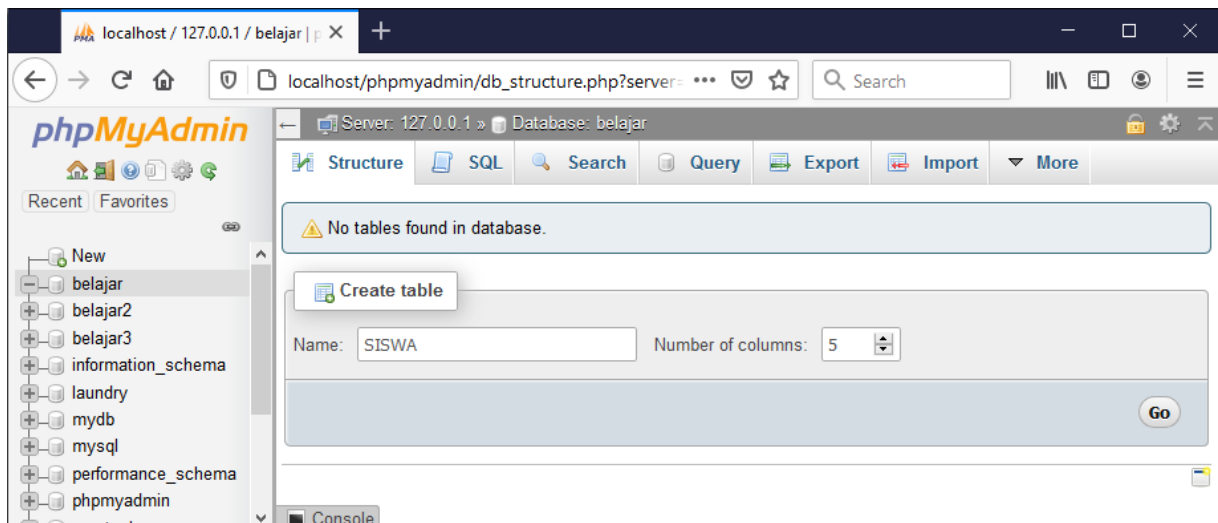 localhost / 127.0.0.1 / belajar | p
localhost/phpmyadmin/db_structure.php?server=
Search
phpMyAdmin
Recent Favorites
New
belajar
belajar2
belajar3
information_schema
laundry
mydb
mysql
performance_schema
phpmyadmin
Server: 127.0.0.1 » Database: belajar
Structure SQL Search Query Export Import More
No tables found in database.
Create table
Name: SISWA Number of columns: 5
Go
Console